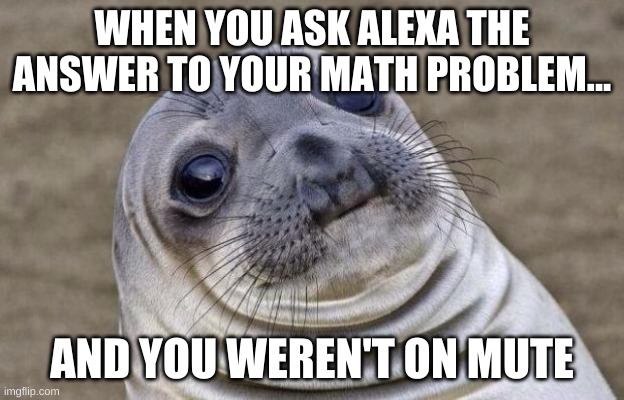 WHEN YOU ASK ALEXA THE
ANSWER TO YOUR MATH PROBLEM...
AND YOU WEREN'T ON MUTE
imgflip.com